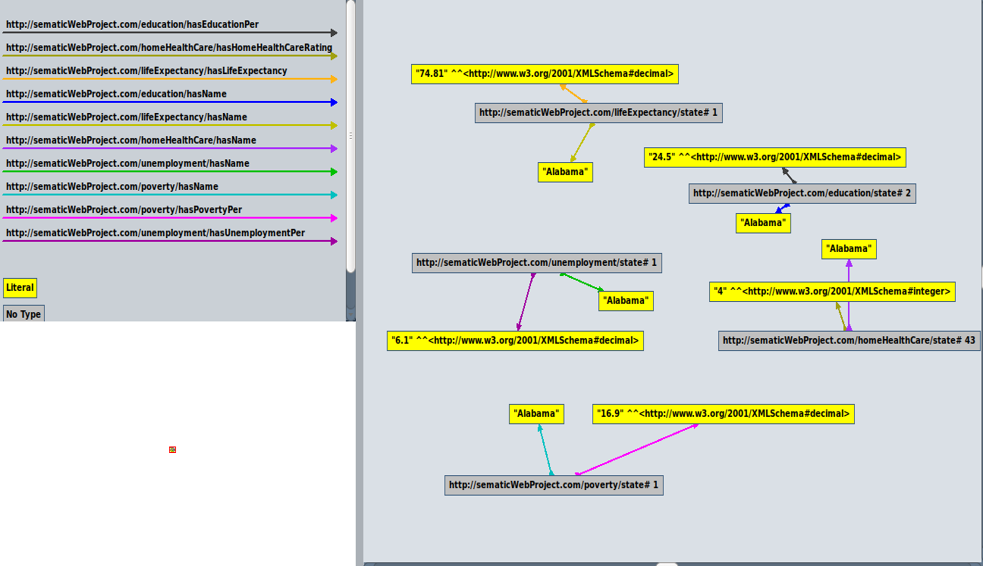 http://sematicWebProject.com/education/hasEducationPer
http://sematicWebProject.com/homeHealthCare/hasHomeHealthCareRating
http://sematicWebProject.com/lifeExpectancy/hasLifeExpectancy
http://sematicWebProject.com/education/hasName
http://sematicWebProject.com/lifeExpectancy/hasName
http://sematicWebProject.com/homeHealthCare/hasName
http://sematicWebProject.com/unemployment/hasName
http://sematicWebProject.com/poverty/hasName
http://sematicWebProject.com/poverty/hasPovertyPer
http://sematicWebProject.com/unemployment/hasUnemploymentPer
Literal
No Type
"74.81" ^^<http://www.w3.org/2001/XMLSchema#decimal>
http://sematicWebProject.com/lifeExpectancy/state# 1
"Alabama"
"24.5" ^^<http://www.w3.org/2001/XMLSchema#decimal>
http://sematicWebProject.com/education/state# 2
"Alabama"
"Alabama"
http://sematicWebProject.com/unemployment/state# 1
"4" ^^<http://www.w3.org/2001/XMLSchema#integer>
"Alabama"
"6.1" ^^<http://www.w3.org/2001/XMLSchema#decimal>
http://sematicWebProject.com/homeHealthCare/state# 43
"Alabama"
"16.9" ^^<http://www.w3.org/2001/XMLSchema#decimal>
http://sematicWebProject.com/poverty/state# 1